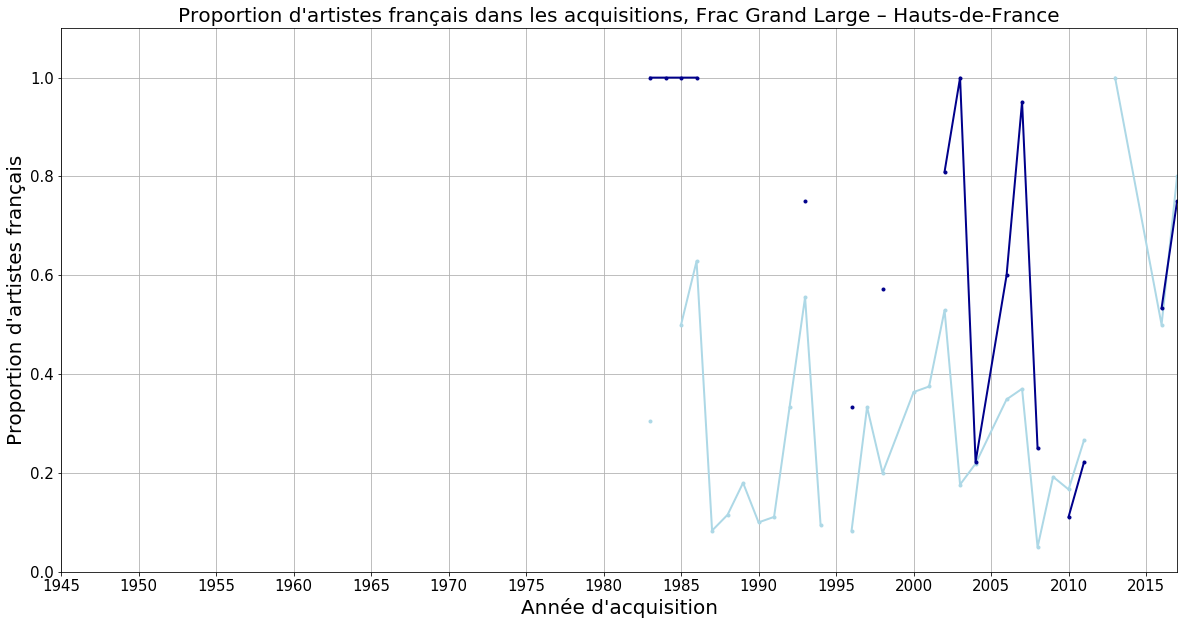 Proportion d'artistes français dans les acquisitions, Frac Grand Large – Hauts-de-France
Proportion d'artistes français
1.0
0.8
0.6
0.4
0.2
0.0
1945 1950 1955 1960 1965 1970 1975 1980 1985 1990 1995 2000 2005 2010 2015
Année d'acquisition